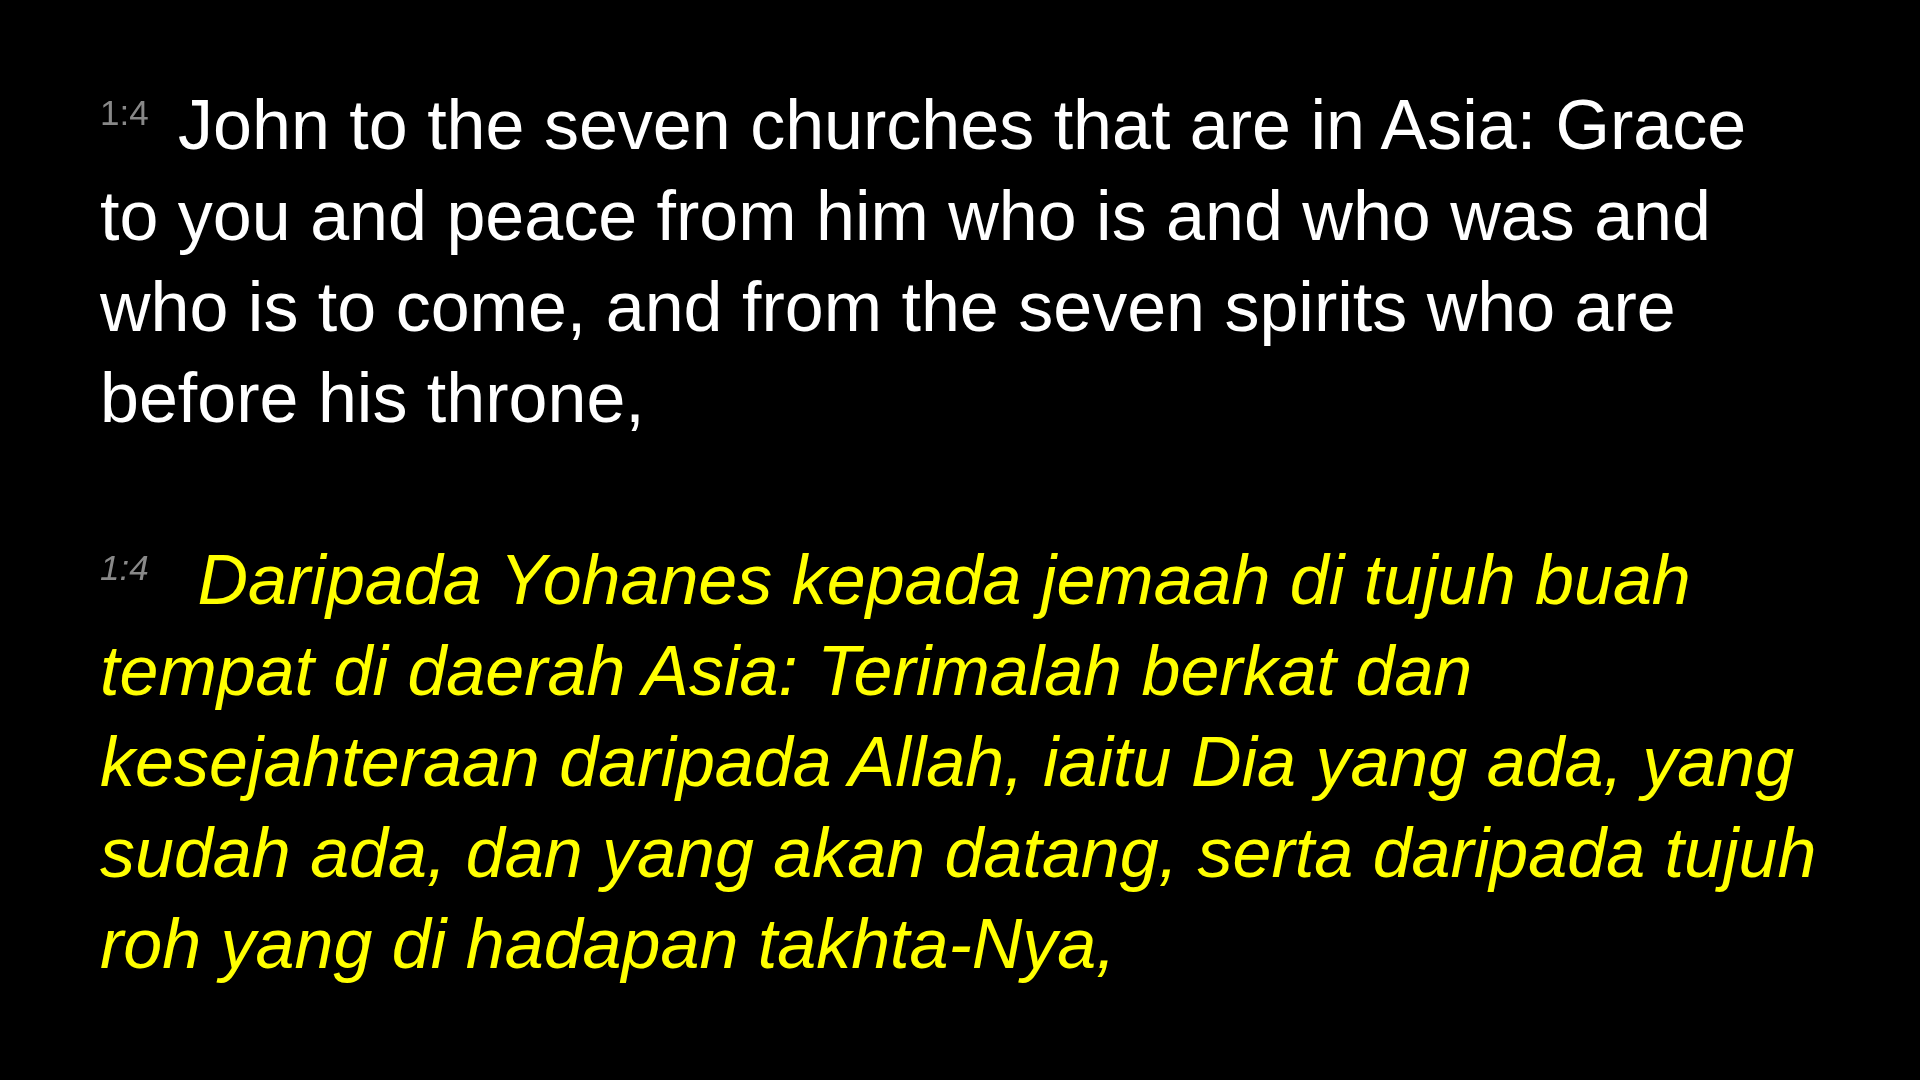 1:4 John to the seven churches that are in Asia: Grace
to you and peace from him who is and who was and
who is to come, and from the seven spirits who are
before his throne,
1:4 Daripada Yohanes kepada jemaah di tujuh buah
tempat di daerah Asia: Terimalah berkat dan
kesejahteraan daripada Allah, iaitu Dia yang ada, yang
sudah ada, dan yang akan datang, serta daripada tujuh
roh yang di hadapan takhta-Nya,